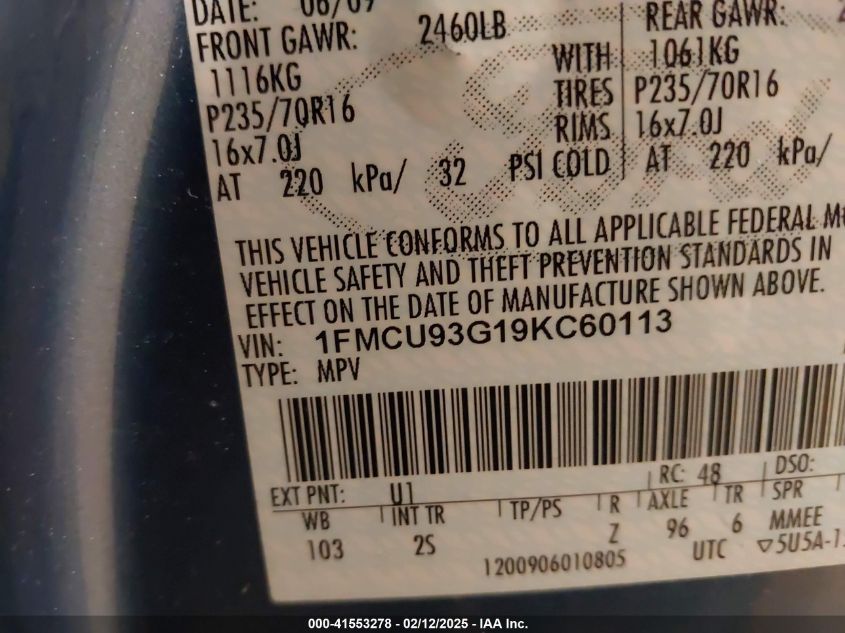 DATE: 06/09
FRONT GAWR: 2460LB REAR GAWR:
1116KG WITH 1061KG
P235/70R16 TIRES P235/70R16
16x7.0J RIMS 16x7.0J
AT 220 kPa/ 32 PSI COLD AT 220 kPa/
THIS VEHICLE CONFORMS TO ALL APPLICABLE FEDERAL
VEHICLE SAFETY AND THEFT PREVENTION STANDARDS IN
EFFECT ON THE DATE OF MANUFACTURE SHOWN ABOVE.
VIN: 1FMCU93G19KC60113
TYPE: MPV
RC: 48 DSO:
EXT PNT: U1
WB INT TR TP/PS R AXLE TR SPR
103 2S Z 96 6 MMEE
1200906010805 UTC ▽5U5A-15
000-41553278 - 02/12/2025 - IAA Inc.